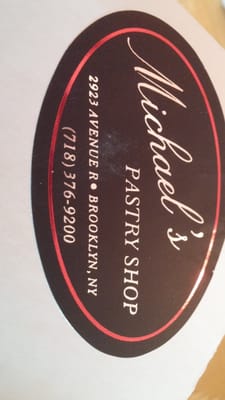 Michael's
PASTRY SHOP
2923 AVENUE R • BROOKLYN, NY
(718) 376-9200